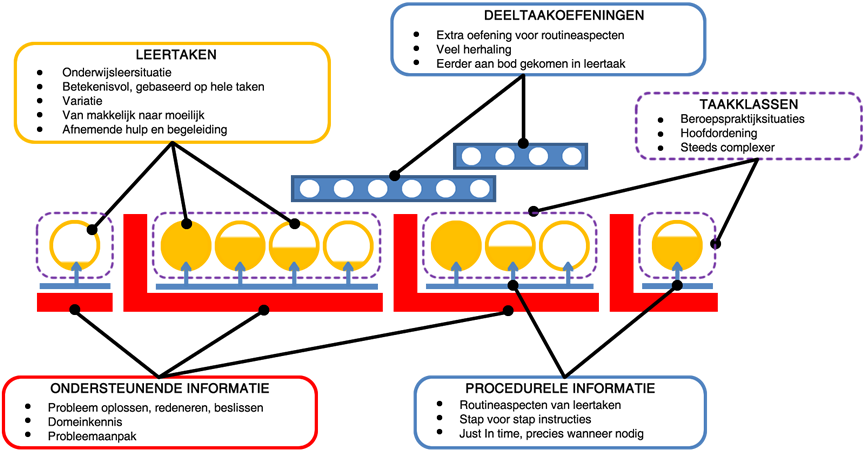 DEELTAAKOEFENINGEN
Extra oefening voor routineaspecten
Veel herhaling
Eerder aan bod gekomen in leertaak
LEERTAKEN
Onderwijsleersituatie
Betekenisvol, gebaseerd op hele taken
Variatie
Van makkelijk naar moeilijk
Afnemende hulp en begeleiding
TAAKKLASSEN
Beroepspraktijksituaties
Hoofdordening
Steeds complexer
ONDERSTEUNENDE INFORMATIE
Probleem oplossen, redeneren, beslissen
Domeinkennis
Probleemaanpak
PROCEDURELE INFORMATIE
Routineaspecten van leertaken
Stap voor stap instructies
Just In time, precies wanneer nodig